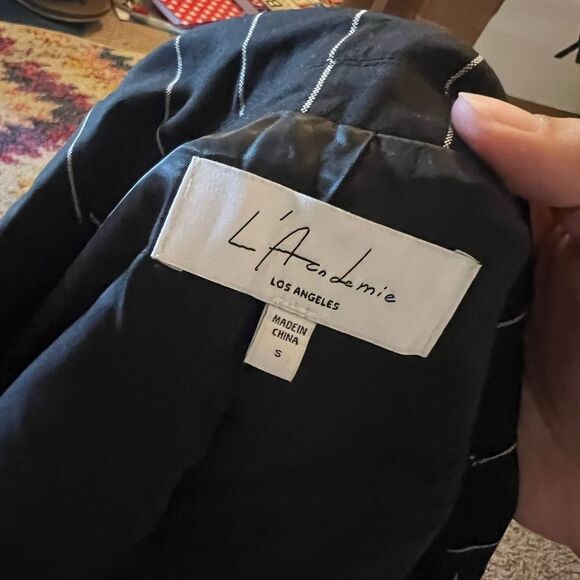 L'Academie
LOS ANGELES
MADE IN
CHINA
S